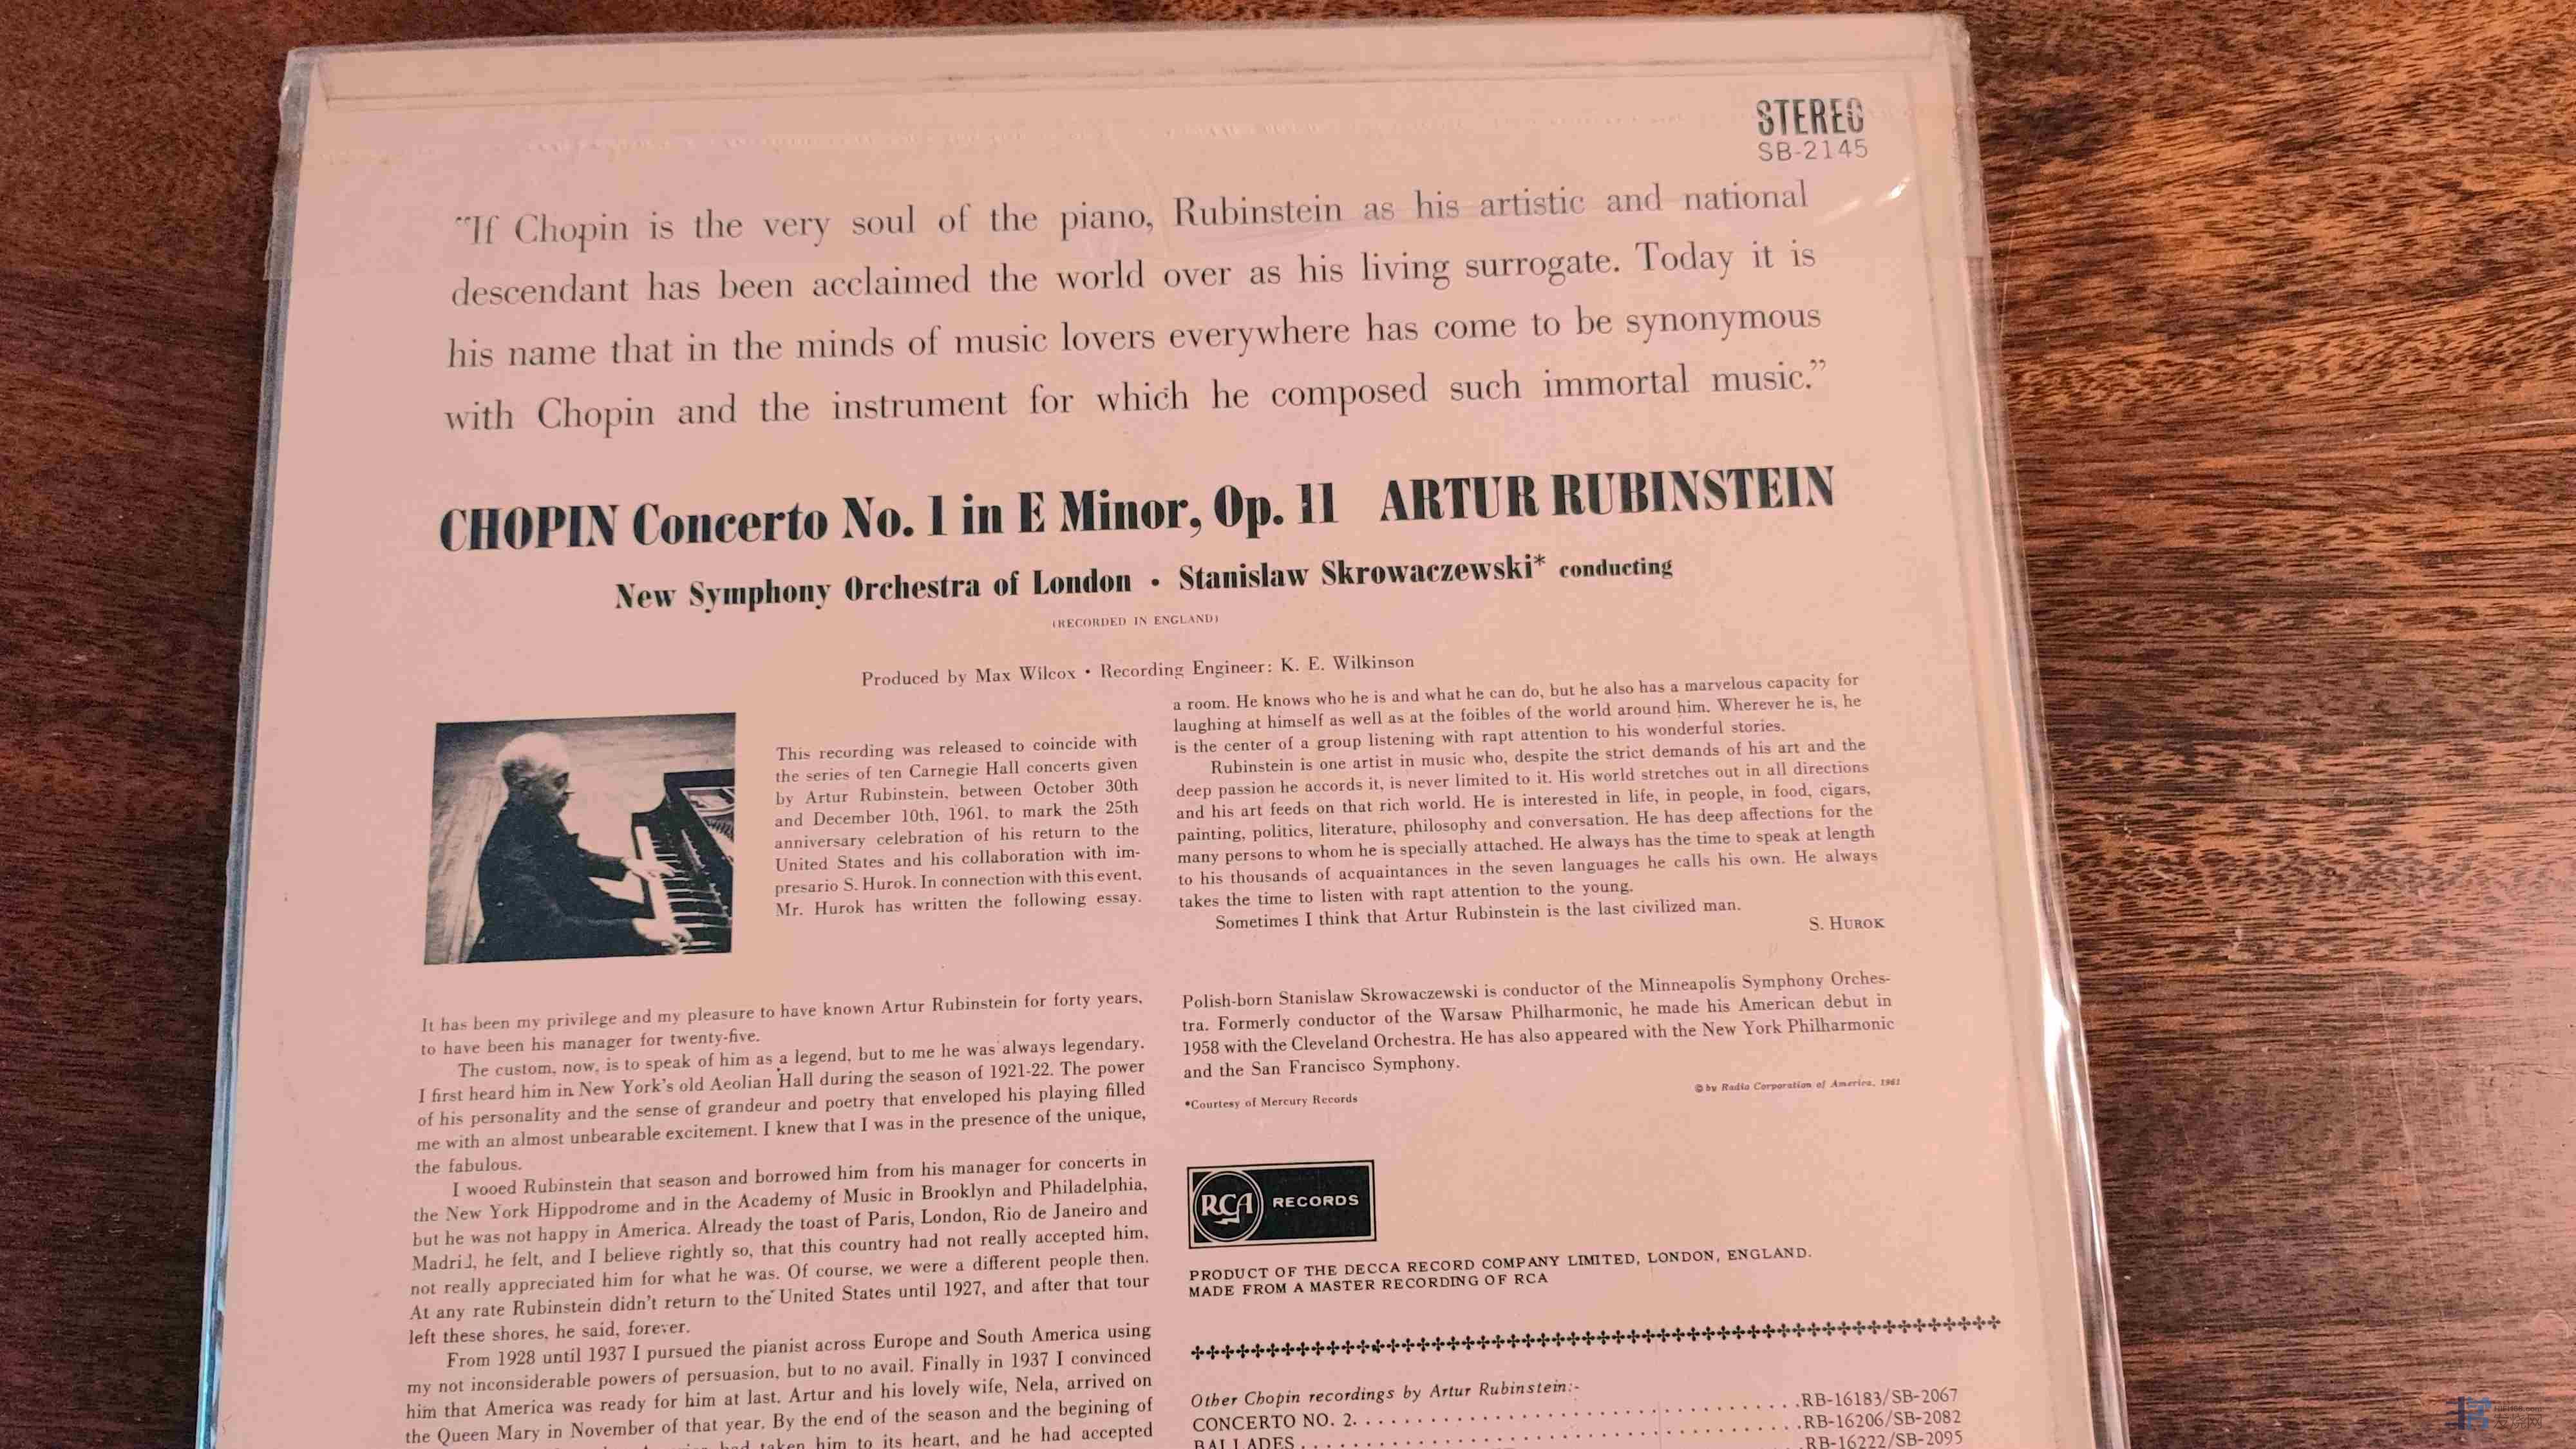 STEREO
SB-2145
“If Chopin is the very soul of the piano, Rubinstein as his artistic and national
descendant has been acclaimed the world over as his living surrogate. Today it is
his name that in the minds of music lovers everywhere has come to be synonymous
with Chopin and the instrument for which he composed such immortal music.”
CHOPIN Concerto No. 1 in E Minor, Op. 11 ARTUR RUBINSTEIN
New Symphony Orchestra of London • Stanislaw Skrowaczewski* conducting
(RECORDED IN ENGLAND)
Produced by Max Wilcox • Recording Engineer: K. E. Wilkinson
This recording was released to coincide with
the series of ten Carnegie Hall concerts given
by Artur Rubinstein, between October 30th
and December 10th, 1961, to mark the 25th
anniversary celebration of his return to the
United States and his collaboration with im-
presario S. Hurok. In connection with this event,
Mr. Hurok has written the following essay.
It has been my privilege and my pleasure to have known Artur Rubinstein for forty years,
to have been his manager for twenty-five.
The custom, now, is to speak of him as a legend, but to me he was always legendary.
I first heard him in New York's old Aeolian Hall during the season of 1921-22. The power
of his personality and the sense of grandeur and poetry that enveloped his playing filled
me with an almost unbearable excitement. I knew that I was in the presence of the unique,
the fabulous.
I wooed Rubinstein that season and borrowed him from his manager for concerts in
the New York Hippodrome and in the Academy of Music in Brooklyn and Philadelphia,
but he was not happy in America. Already the toast of Paris, London, Rio de Janeiro and
Madrid, he felt, and I believe rightly so, that this country had not really accepted him,
not really appreciated him for what he was. Of course, we were a different people then.
At any rate Rubinstein didn't return to the United States until 1927, and after that tour
left these shores, he said, forever.
From 1928 until 1937 I pursued the pianist across Europe and South America using
my not inconsiderable powers of persuasion, but to no avail. Finally in 1937 I convinced
him that America was ready for him at last. Artur and his lovely wife, Nela, arrived on
the Queen Mary in November of that year. By the end of the season and the begining of
had taken him to its heart, and he had accepted
a room. He knows who he is and what he can do, but he also has a marvelous capacity for
laughing at himself as well as at the foibles of the world around him. Wherever he is, he
is the center of a group listening with rapt attention to his wonderful stories.
Rubinstein is one artist in music who, despite the strict demands of his art and the
deep passion he accords it, is never limited to it. His world stretches out in all directions
and his art feeds on that rich world. He is interested in life, in people, in food, cigars,
painting, politics, literature, philosophy and conversation. He has deep affections for the
many persons to whom he is specially attached. He always has the time to speak at length
to his thousands of acquaintances in the seven languages he calls his own. He always
takes the time to listen with rapt attention to the young.
Sometimes I think that Artur Rubinstein is the last civilized man.
S. HUROK
Polish-born Stanislaw Skrowaczewski is conductor of the Minneapolis Symphony Orches-
tra. Formerly conductor of the Warsaw Philharmonic, he made his American debut in
1958 with the Cleveland Orchestra. He has also appeared with the New York Philharmonic
and the San Francisco Symphony.
© by Radio Corporation of America, 1961
*Courtesy of Mercury Records
RCA RECORDS
PRODUCT OF THE DECCA RECORD COMPANY LIMITED, LONDON, ENGLAND.
MADE FROM A MASTER RECORDING OF RCA
Other Chopin recordings by Artur Rubinstein:-
CONCERTO NO. 2. . . . . . . . . . RB-16183/SB-2067
BALLADES. . . . . . . . . . RB-16206/SB-2082
RB-16222/SB-2095